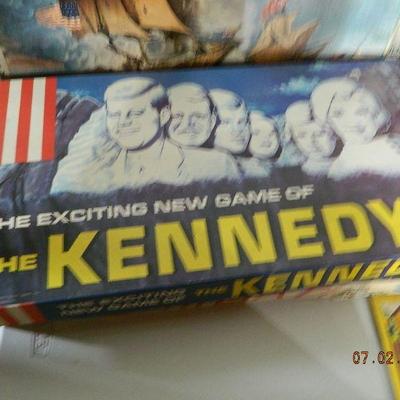 THE EXCITING NEW GAME OF
THE KENNEDY
THE EXCITING
NEW GAME OF THE KENNED
07.02